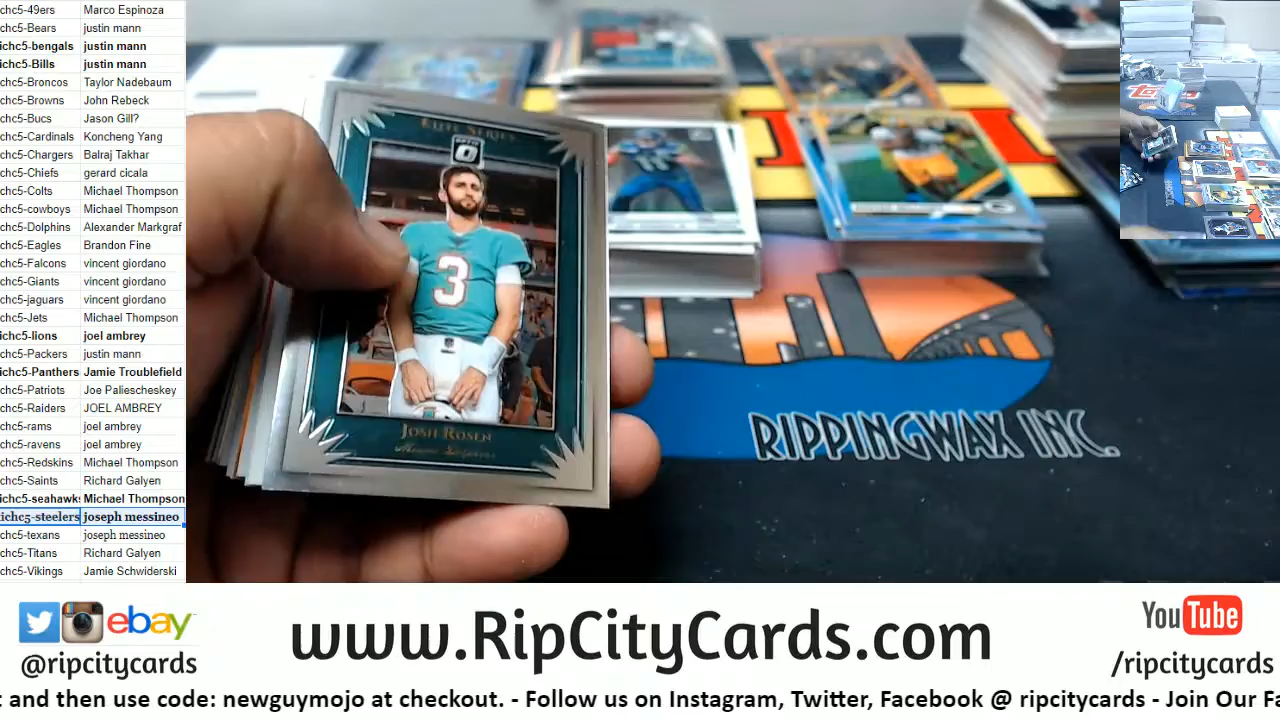 chc5-49ers Marco Espinoza
chc5-Bears justin mann
ichc5-bengals justin mann
ichc5-Bills justin mann
chc5-Broncos Taylor Nadebaum
chc5-Browns John Rebeck
chc5-Bucs Jason Gill?
chc5-Cardinals Koncheng Yang
chc5-Chargers Balraj Takhar
chc5-Chiefs gerard cicala
chc5-Colts Michael Thompson
chc5-cowboys Michael Thompson
chc5-Dolphins Alexander Markgraf
chc5-Eagles Brandon Fine
chc5-Falcons vincent giordano
chc5-Giants vincent giordano
chc5-jaguars vincent giordano
chc5-Jets Michael Thompson
ichc5-lions joel ambrey
chc5-Packers justin mann
ichc5-Panthers Jamie Troublefield
chc5-Patriots Joe Paliescheskey
chc5-Raiders JOEL AMBREY
chc5-rams joel ambrey
chc5-ravens joel ambrey
chc5-Redskins Michael Thompson
chc5-Saints Richard Galyen
ichc5-seahawks Michael Thompson
ichc5-steelers joseph messineo
chc5-texans joseph messineo
chc5-Titans Richard Galyen
chc5-Vikings Jamie Schwiderski
ELITE SERIES
OPTIC
3
JOSH ROSEN
Miami Dolphins
RIPPINGWAX INC.
ebay
@ripcitycards
www.RipCityCards.com
YouTube
/ripcitycards
t and then use code: newguymojo at checkout. - Follow us on Instagram, Twitter, Facebook @ ripcitycards - Join Our Fa